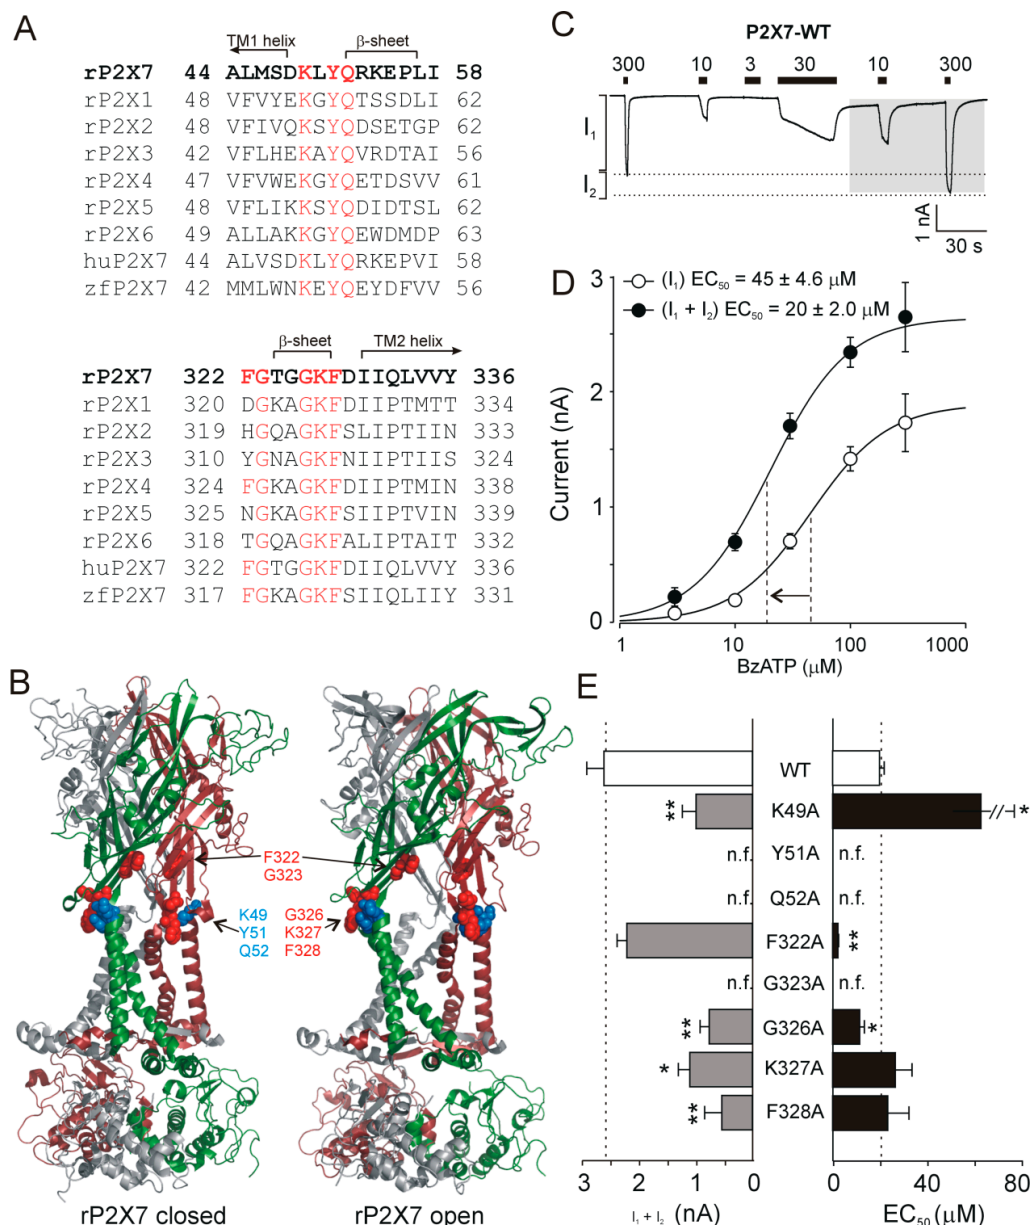 A
TM1 helix β-sheet
rP2X7 44 ALMSDKLYQRKEPLI 58
rP2X1 48 VFVYEKGYQTSSDLI 62
rP2X2 48 VFIVQKSYQDSETGP 62
rP2X3 42 VFLHEKAYQVRDTAI 56
rP2X4 47 VFVWEKGYQETDSVV 61
rP2X5 48 VFLIKKSYQDIDTSL 62
rP2X6 49 ALLAKKGYQEWDMDP 63
huP2X7 44 ALVSDKLYQRKEPVI 58
zfP2X7 42 MMLWNKEYQEYDFVV 56
β-sheet TM2 helix
rP2X7 322 FGTGGKFDIIQLVVY 336
rP2X1 320 DGKAGKFDIIPTMTT 334
rP2X2 319 HGQAGKFSLIPTIIN 333
rP2X3 310 YGNAGKFNIIPTIIS 324
rP2X4 324 FGKAGKFDIIPTMIN 338
rP2X5 325 NGKAGKFSIIPTVIN 339
rP2X6 318 TGQAGKFALIPTAIT 332
huP2X7 322 FGTGGKFDIIQLVVY 336
zfP2X7 317 FGKAGKFSIIQLIIY 331
B
F322
G323
K49 G326
Y51 K327
Q52 F328
rP2X7 closed rP2X7 open
C
P2X7-WT
300 10 3 30 10 300
I1
I2
1 nA
30 s
D
(I1) EC50 = 45 ± 4.6 μM
(I1 + I2) EC50 = 20 ± 2.0 μM
Current (nA)
3
2
1
0
1 10 100 1000
BzATP (μM)
E
WT
** K49A *
n.f. Y51A n.f.
n.f. Q52A n.f.
F322A **
n.f. G323A n.f.
** G326A *
* K327A
** F328A
3 2 1 0 0 40 80
I1 + I2 (nA) EC50 (μM)